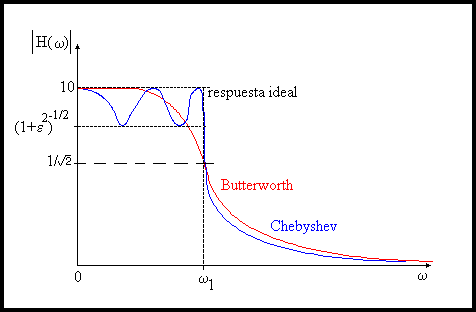 |H(ω)|
10
respuesta ideal
(1+ε²)^-1/2
1/√2
Butterworth
Chebyshev
0
ω₁
ω